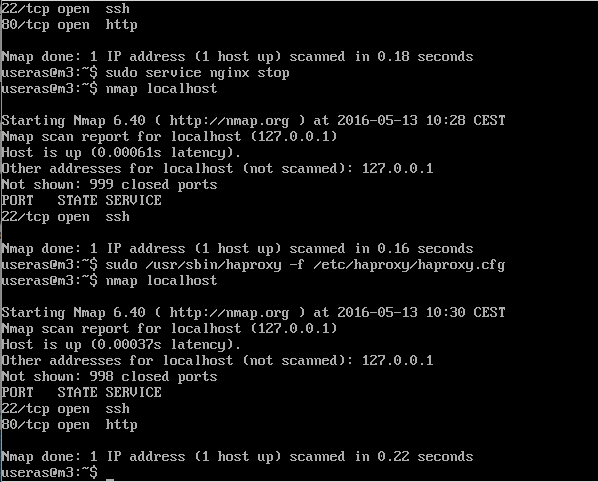 22/tcp open  ssh
80/tcp open  http

Nmap done: 1 IP address (1 host up) scanned in 0.18 seconds
useras@m3:~$ sudo service nginx stop
useras@m3:~$ nmap localhost

Starting Nmap 6.40 ( http://nmap.org ) at 2016-05-13 10:28 CEST
Nmap scan report for localhost (127.0.0.1)
Host is up (0.00061s latency).
Other addresses for localhost (not scanned): 127.0.0.1
Not shown: 999 closed ports
PORT   STATE SERVICE
22/tcp open  ssh

Nmap done: 1 IP address (1 host up) scanned in 0.16 seconds
useras@m3:~$ sudo /usr/sbin/haproxy -f /etc/haproxy/haproxy.cfg
useras@m3:~$ nmap localhost

Starting Nmap 6.40 ( http://nmap.org ) at 2016-05-13 10:30 CEST
Nmap scan report for localhost (127.0.0.1)
Host is up (0.00037s latency).
Other addresses for localhost (not scanned): 127.0.0.1
Not shown: 998 closed ports
PORT   STATE SERVICE
22/tcp open  ssh
80/tcp open  http

Nmap done: 1 IP address (1 host up) scanned in 0.22 seconds
useras@m3:~$ _